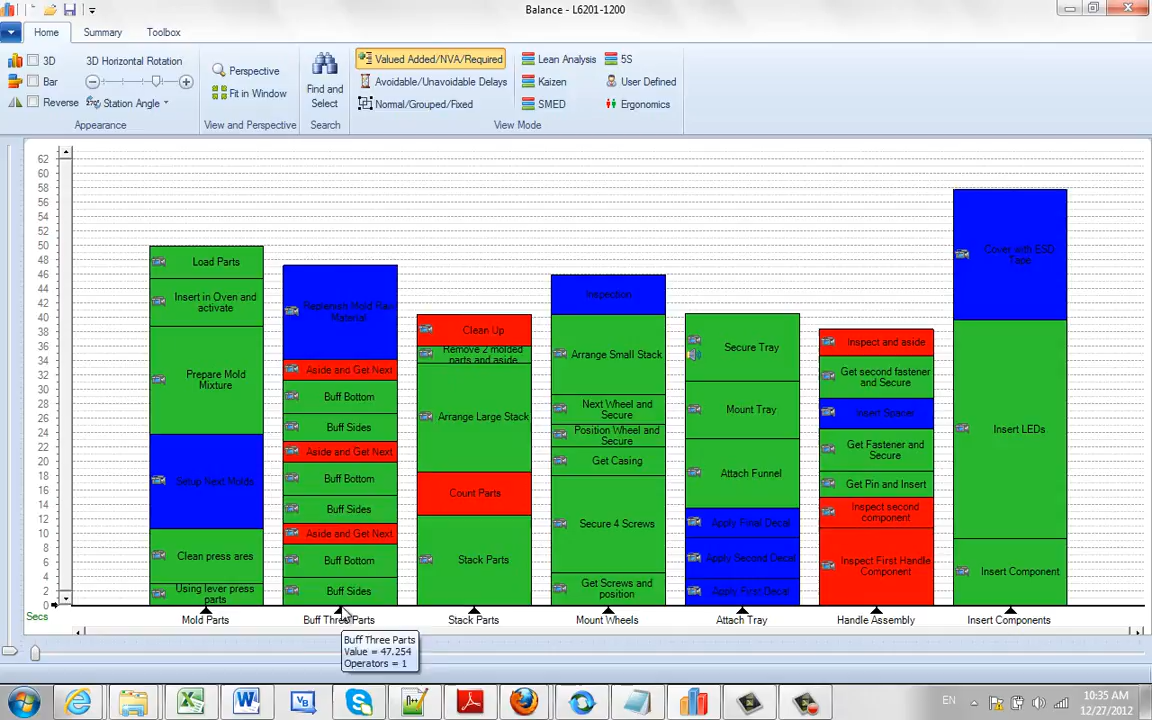 Balance - L6201-1200
Home
Summary
Toolbox
3D
Bar
Reverse
3D Horizontal Rotation
Station Angle
Appearance
Perspective
Fit in Window
View and Perspective
Find and
Select
Search
Valued Added/NVA/Required
Avoidable/Unavoidable Delays
Normal/Grouped/Fixed
Lean Analysis
Kaizen
SMED
5S
User Defined
Ergonomics
View Mode
62
60
58
56
54
52
50
48
46
44
42
40
38
36
34
32
30
28
26
24
22
20
18
16
14
12
10
8
6
4
2
0
Secs
Load Parts
Insert in Oven and
activate
Prepare Mold
Mixture
Setup Next Molds
Clean press ares
Using lever press
parts
Mold Parts
Replenish Mold Raw
Material
Aside and Get Next
Buff Bottom
Buff Sides
Aside and Get Next
Buff Bottom
Buff Sides
Aside and Get Next
Buff Bottom
Buff Sides
Buff Three Parts
Clean Up
Remove 2 molded
parts and aside
Arrange Large Stack
Count Parts
Stack Parts
Stack Parts
Inspection
Arrange Small Stack
Next Wheel and
Secure
Position Wheel and
Secure
Get Casing
Secure 4 Screws
Get Screws and
position
Mount Wheels
Secure Tray
Mount Tray
Attach Funnel
Apply Final Decal
Apply Second Decal
Apply First Decal
Attach Tray
Inspect and aside
Get second fastener
and Secure
Insert Spacer
Get Fastener and
Secure
Get Pin and Insert
Inspect second
component
Inspect First Handle
Component
Handle Assembly
Cover with ESD
Tape
Insert LEDs
Insert Component
Insert Components
Buff Three Parts
Value = 47.254
Operators = 1
EN
10:35 AM
12/27/2012